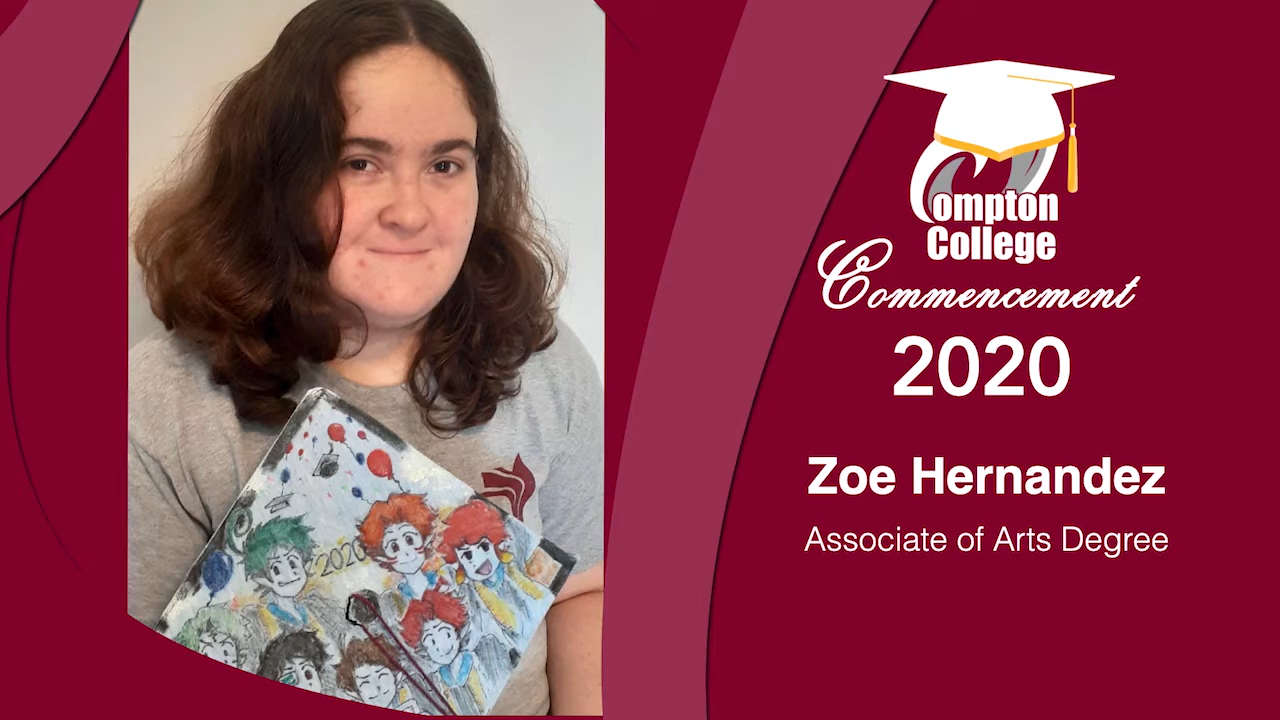 Compton
College
Commencement
2020
Zoe Hernandez
Associate of Arts Degree
2020